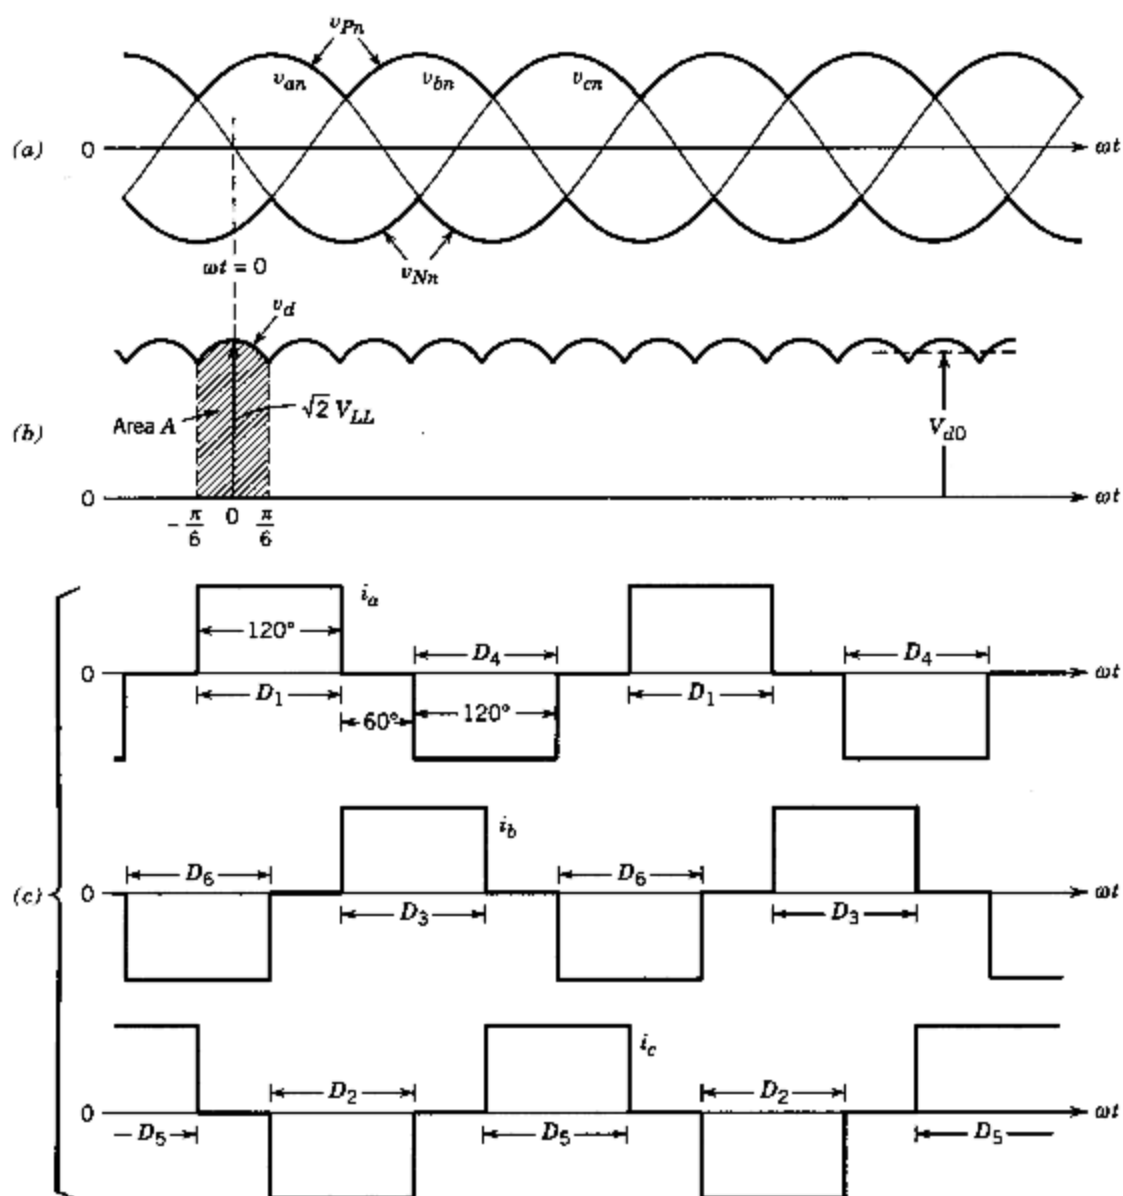 v_Pn
v_an v_bn v_cn
(a) 0 ωt
ωt = 0
v_Nn
v_d
Area A √2 V_LL
(b) V_d0
0 ωt
-π/6 0 π/6
i_a
120°
D_4 D_4
0 ωt
D_1 D_1
60° 120°
i_b
D_6 D_6
(c) 0 ωt
D_3 D_3
i_c
D_2 D_2
0 ωt
D_5 D_5 D_5